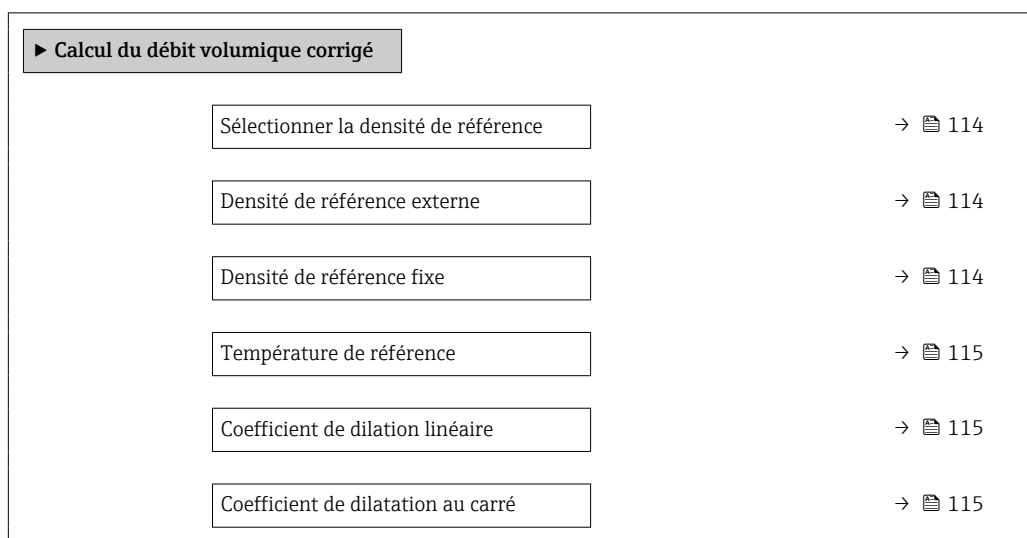 ▶ Calcul du débit volumique corrigé
Sélectionner la densité de référence → 114
Densité de référence externe → 114
Densité de référence fixe → 114
Température de référence → 115
Coefficient de dilation linéaire → 115
Coefficient de dilatation au carré → 115